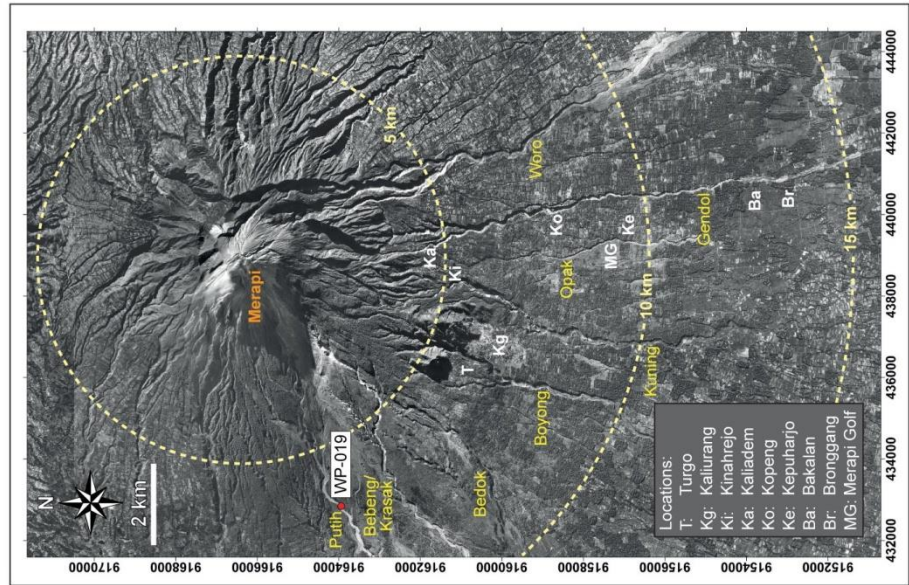 N
2 km
Merapi
5 km
WP-019
Putih
Bebeng/
Krasak
Bedok
Boyong
Kuning
Opak
Gendol
Woro
Ka
Ki
T
Kg
Ko
Ke
MG
Ba
Br
10 km
15 km
Locations:
T: Turgo
Kg: Kaliurang
Ki: Kinahrejo
Ka: Kaliadem
Ko: Kopeng
Ke: Kepuharjo
Ba: Bakalan
Br: Bronggang
MG: Merapi Golf
9170000
9168000
9166000
9164000
9162000
9160000
9158000
9156000
9154000
9152000
432000
434000
436000
438000
440000
442000
444000